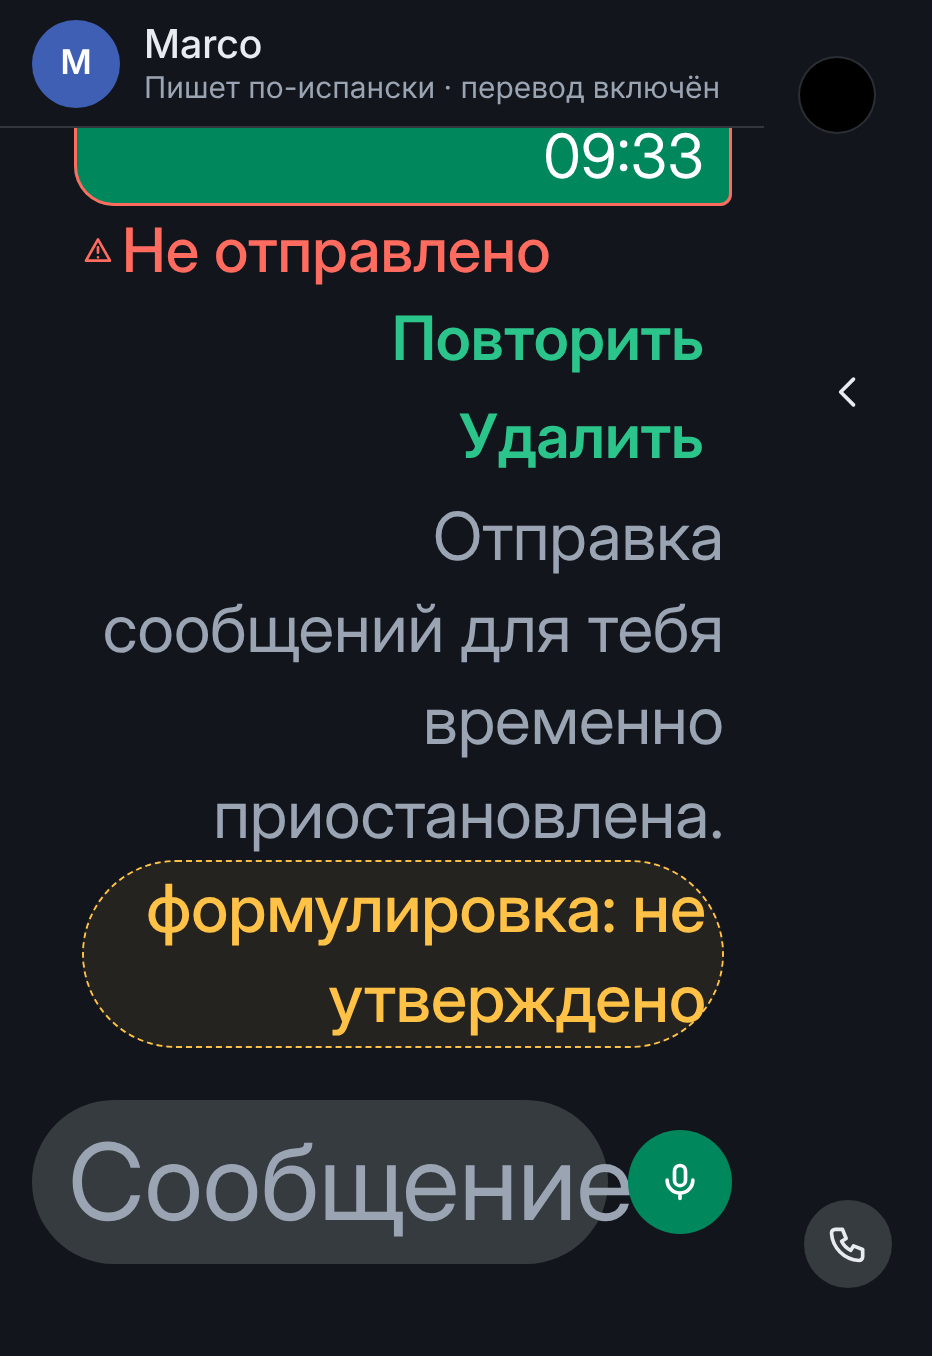 M
Marco
Пишет по-испански · перевод включён
09:33
Не отправлено
Повторить
Удалить
Отправка
сообщений для тебя
временно
приостановлена.
формулировка: не
утверждено
Сообщение